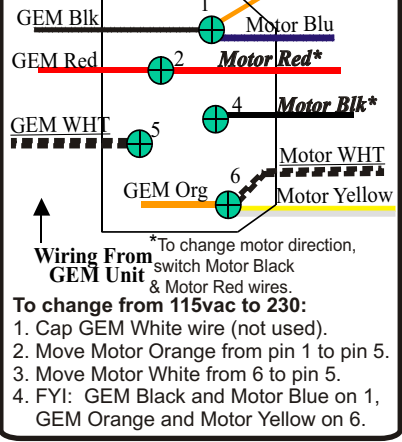 1
GEM Blk
Motor Blu
GEM Red
2
Motor Red*
4
Motor Blk*
GEM WHT
5
Motor WHT
6
GEM Org
Motor Yellow
Wiring From
GEM Unit
*To change motor direction,
switch Motor Black
& Motor Red wires.
To change from 115vac to 230:
1. Cap GEM White wire (not used).
2. Move Motor Orange from pin 1 to pin 5.
3. Move Motor White from 6 to pin 5.
4. FYI: GEM Black and Motor Blue on 1,
GEM Orange and Motor Yellow on 6.